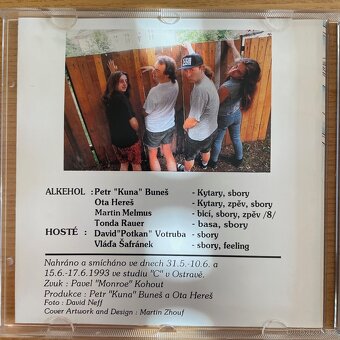 ALKEHOL : Petr "Kuna" Buneš - Kytary, sbory
Ota Hereš - Kytary, zpěv, sbory
Martin Melmus - bicí, sbory, zpěv /8/
Tonda Rauer - basa, sbory
HOSTÉ : David"Poťkan" Votruba - sbory
Vláďa Šafránek - sbory, feeling
Nahráno a smícháno ve dnech 31.5.-10.6. a
15.6.-17.6.1993 ve studiu "C" v Ostravě.
Zvuk : Pavel "Monroe" Kohout
Produkce : Petr "Kuna" Buneš a Ota Hereš
Foto : David Neff
Cover Artwork and Design : Martin Zhouf